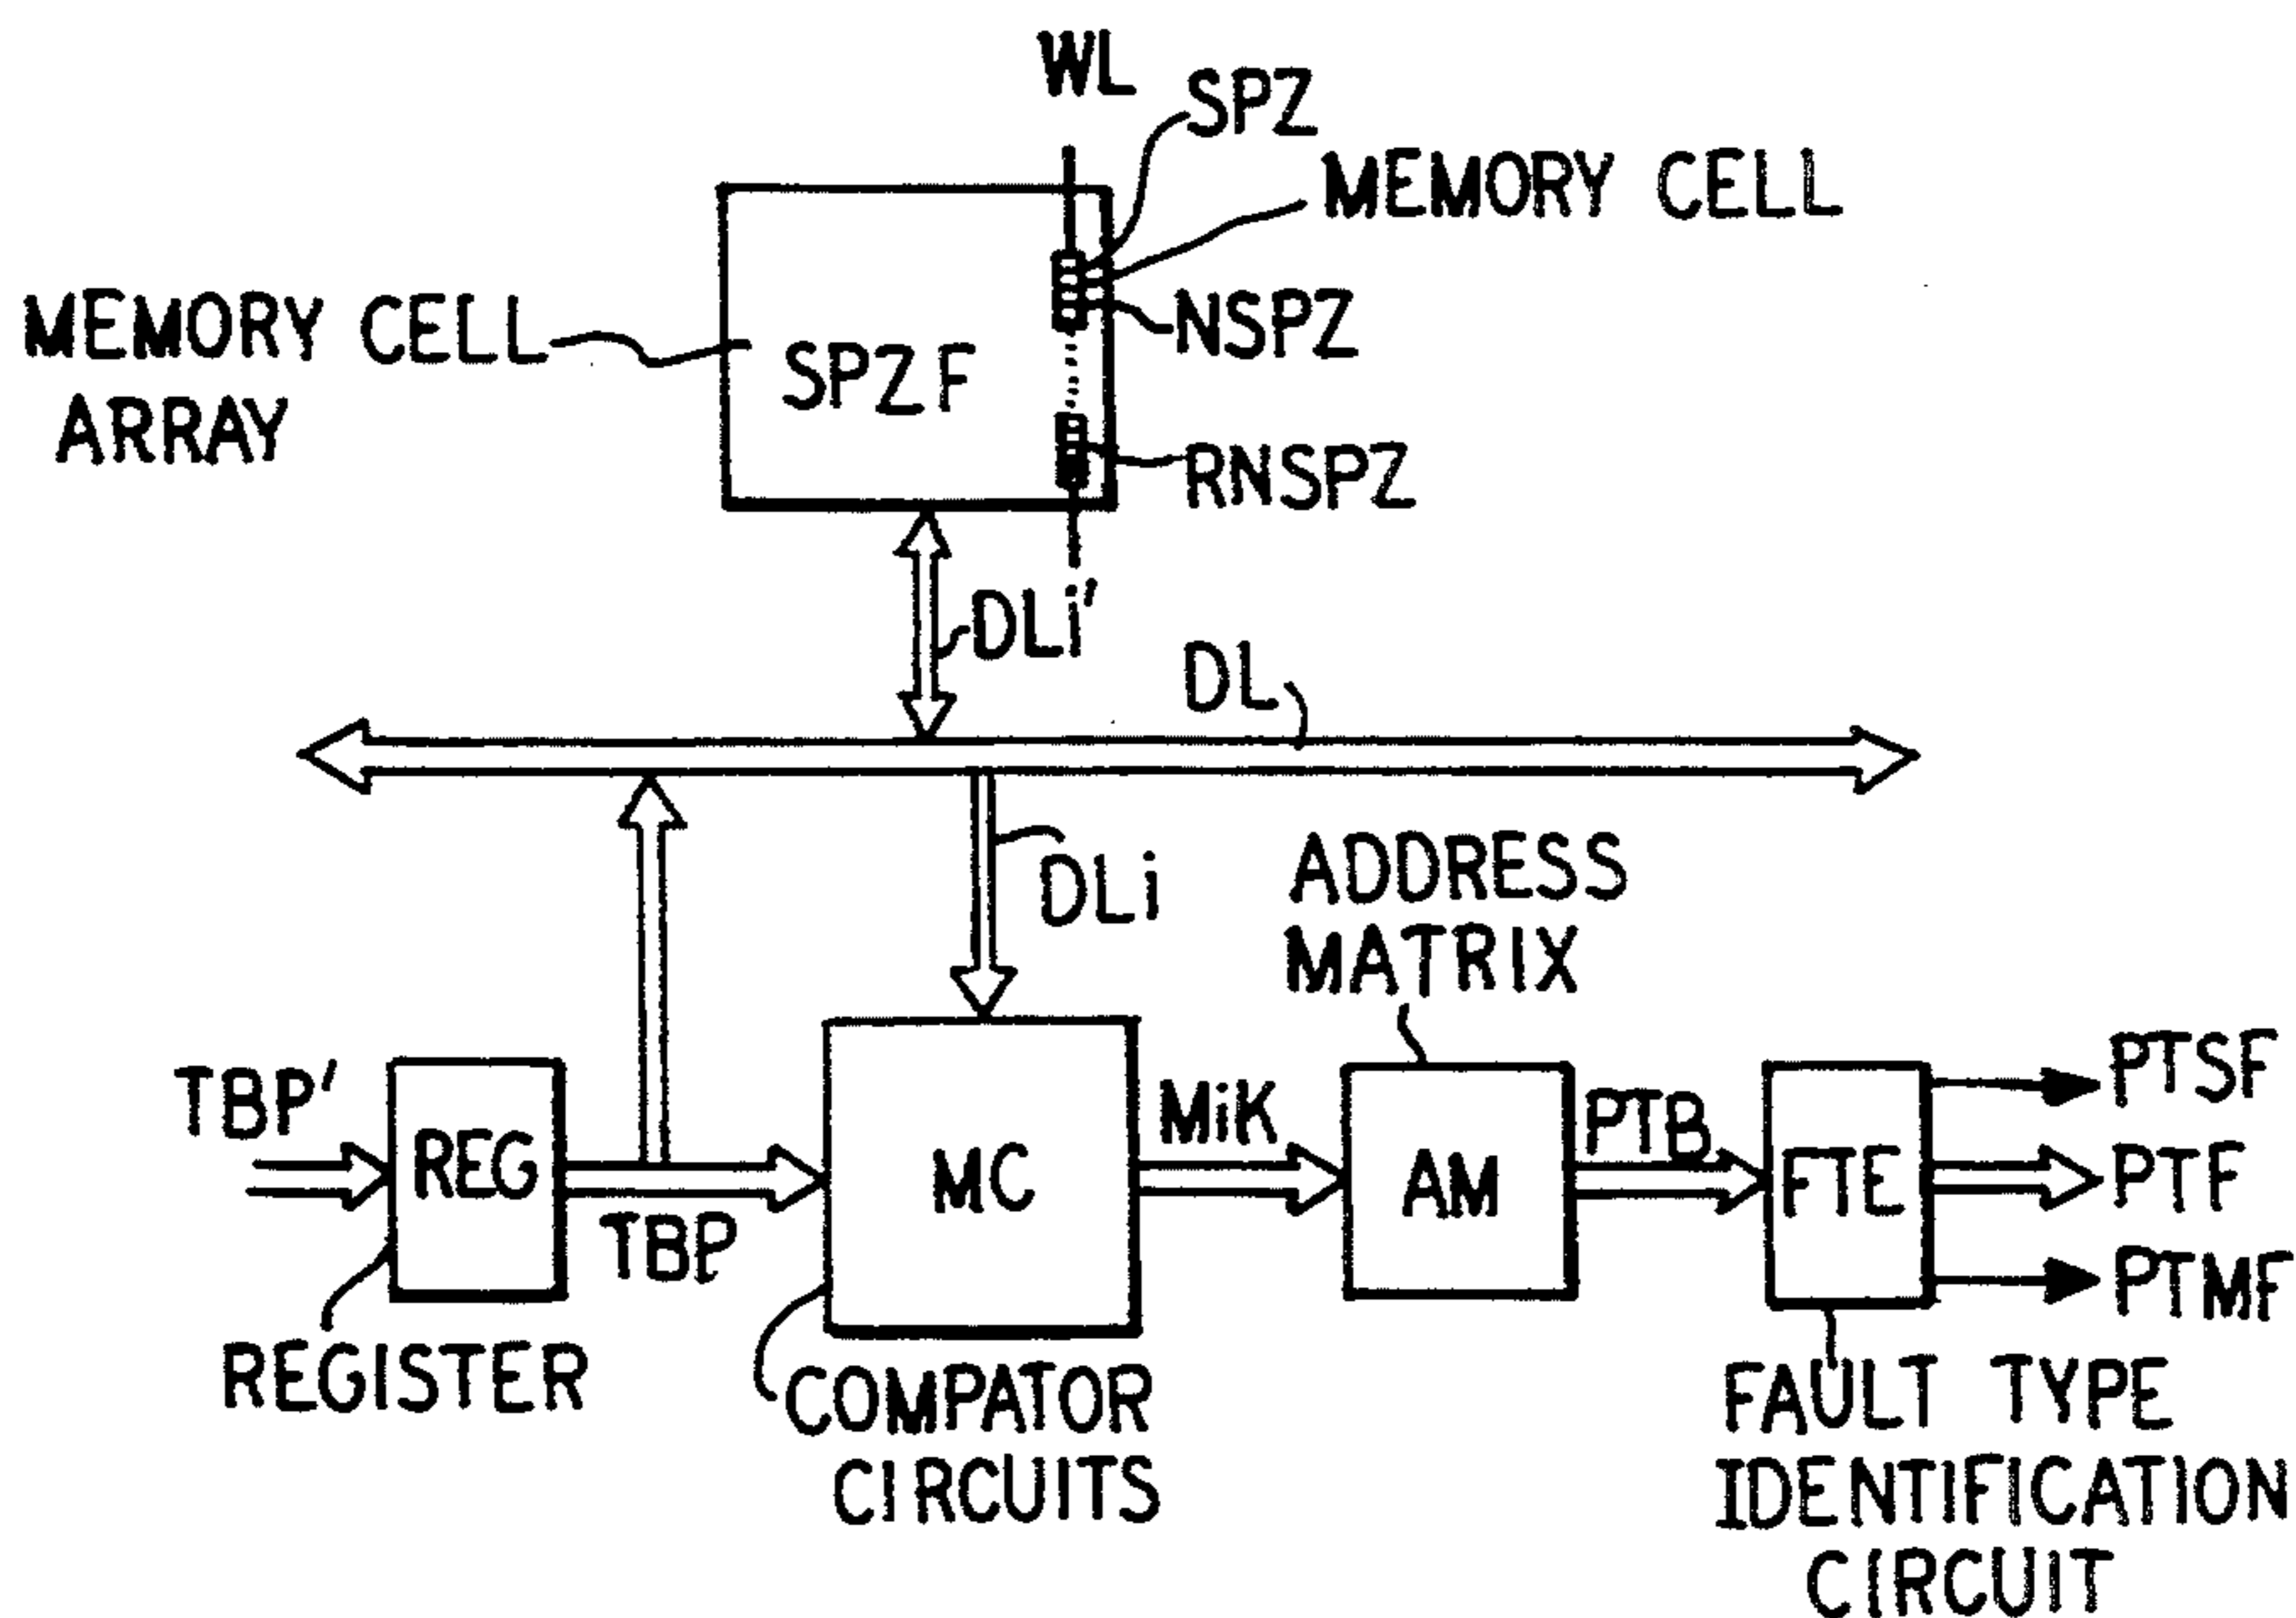 WL
SPZ
MEMORY CELL
NSPZ
MEMORY CELL
ARRAY
SPZF
RNSPZ
DLi'
DL
DLi
ADDRESS
MATRIX
TBP'
REG
TBP
MC
MiK
AM
PTB
FTE
PTSF
PTF
PTMF
REGISTER
COMPATOR
CIRCUITS
FAULT TYPE
IDENTIFICATION
CIRCUIT